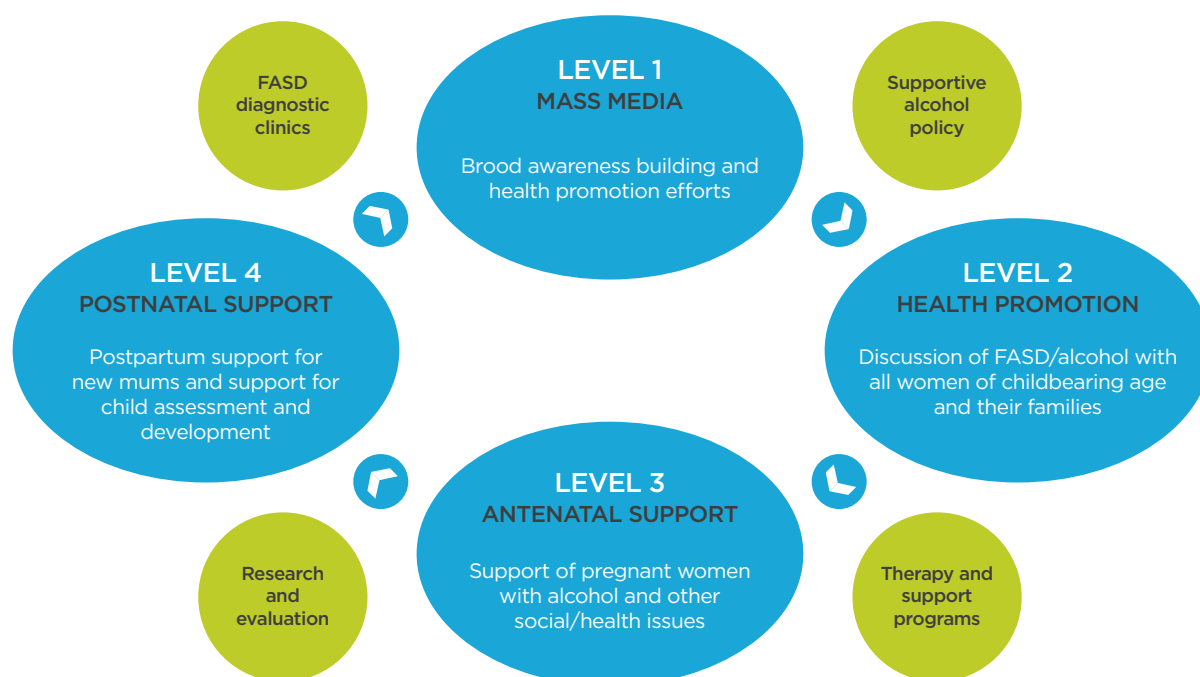 FASD
diagnostic
clinics
LEVEL 1
MASS MEDIA
Brood awareness building and
health promotion efforts
Supportive
alcohol
policy
LEVEL 4
POSTNATAL SUPPORT
Postpartum support for
new mums and support for
child assessment and
development
LEVEL 2
HEALTH PROMOTION
Discussion of FASD/alcohol with
all women of childbearing age
and their families
LEVEL 3
ANTENATAL SUPPORT
Support of pregnant women
with alcohol and other
social/health issues
Research
and
evaluation
Therapy and
support
programs